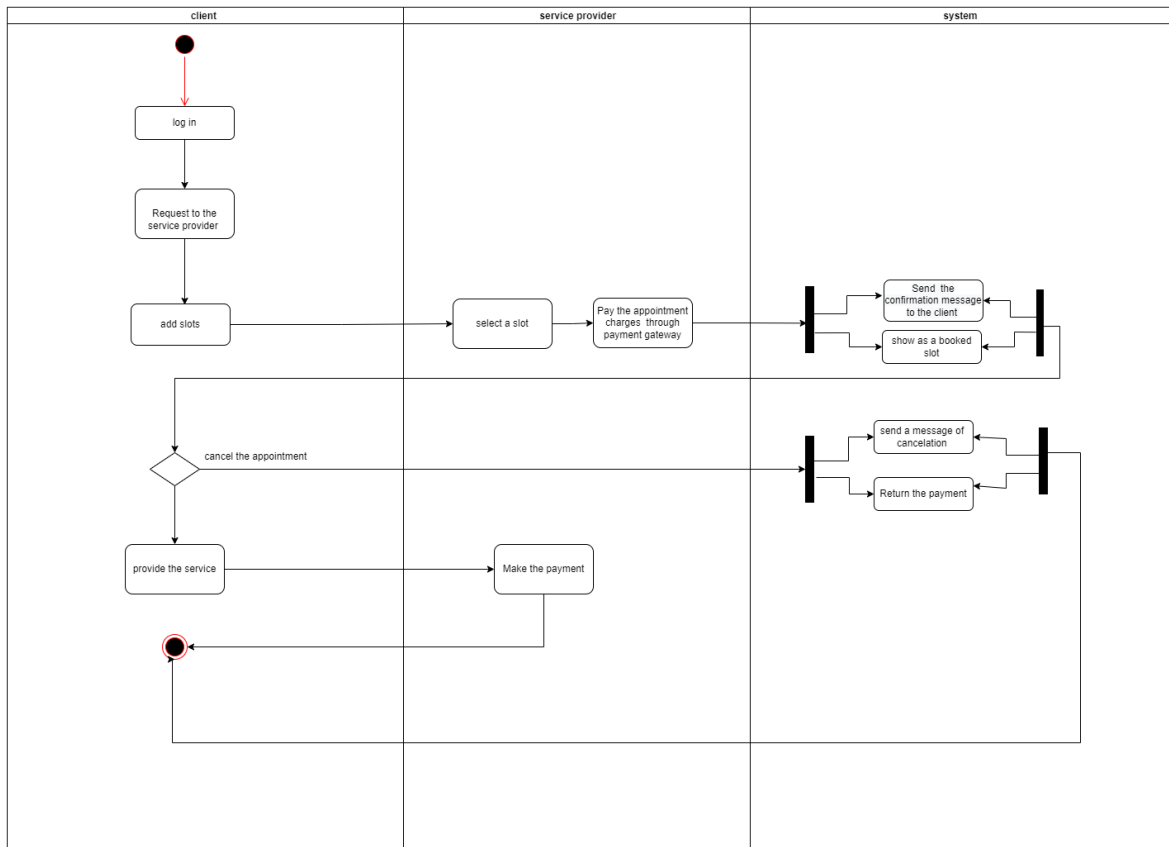 client
service provider
system
log in
Request to the
service provider
add slots
select a slot
Pay the appointment
charges through
payment gateway
Send the
confirmation message
to the client
show as a booked
slot
cancel the appointment
send a message of
cancelation
Return the payment
provide the service
Make the payment